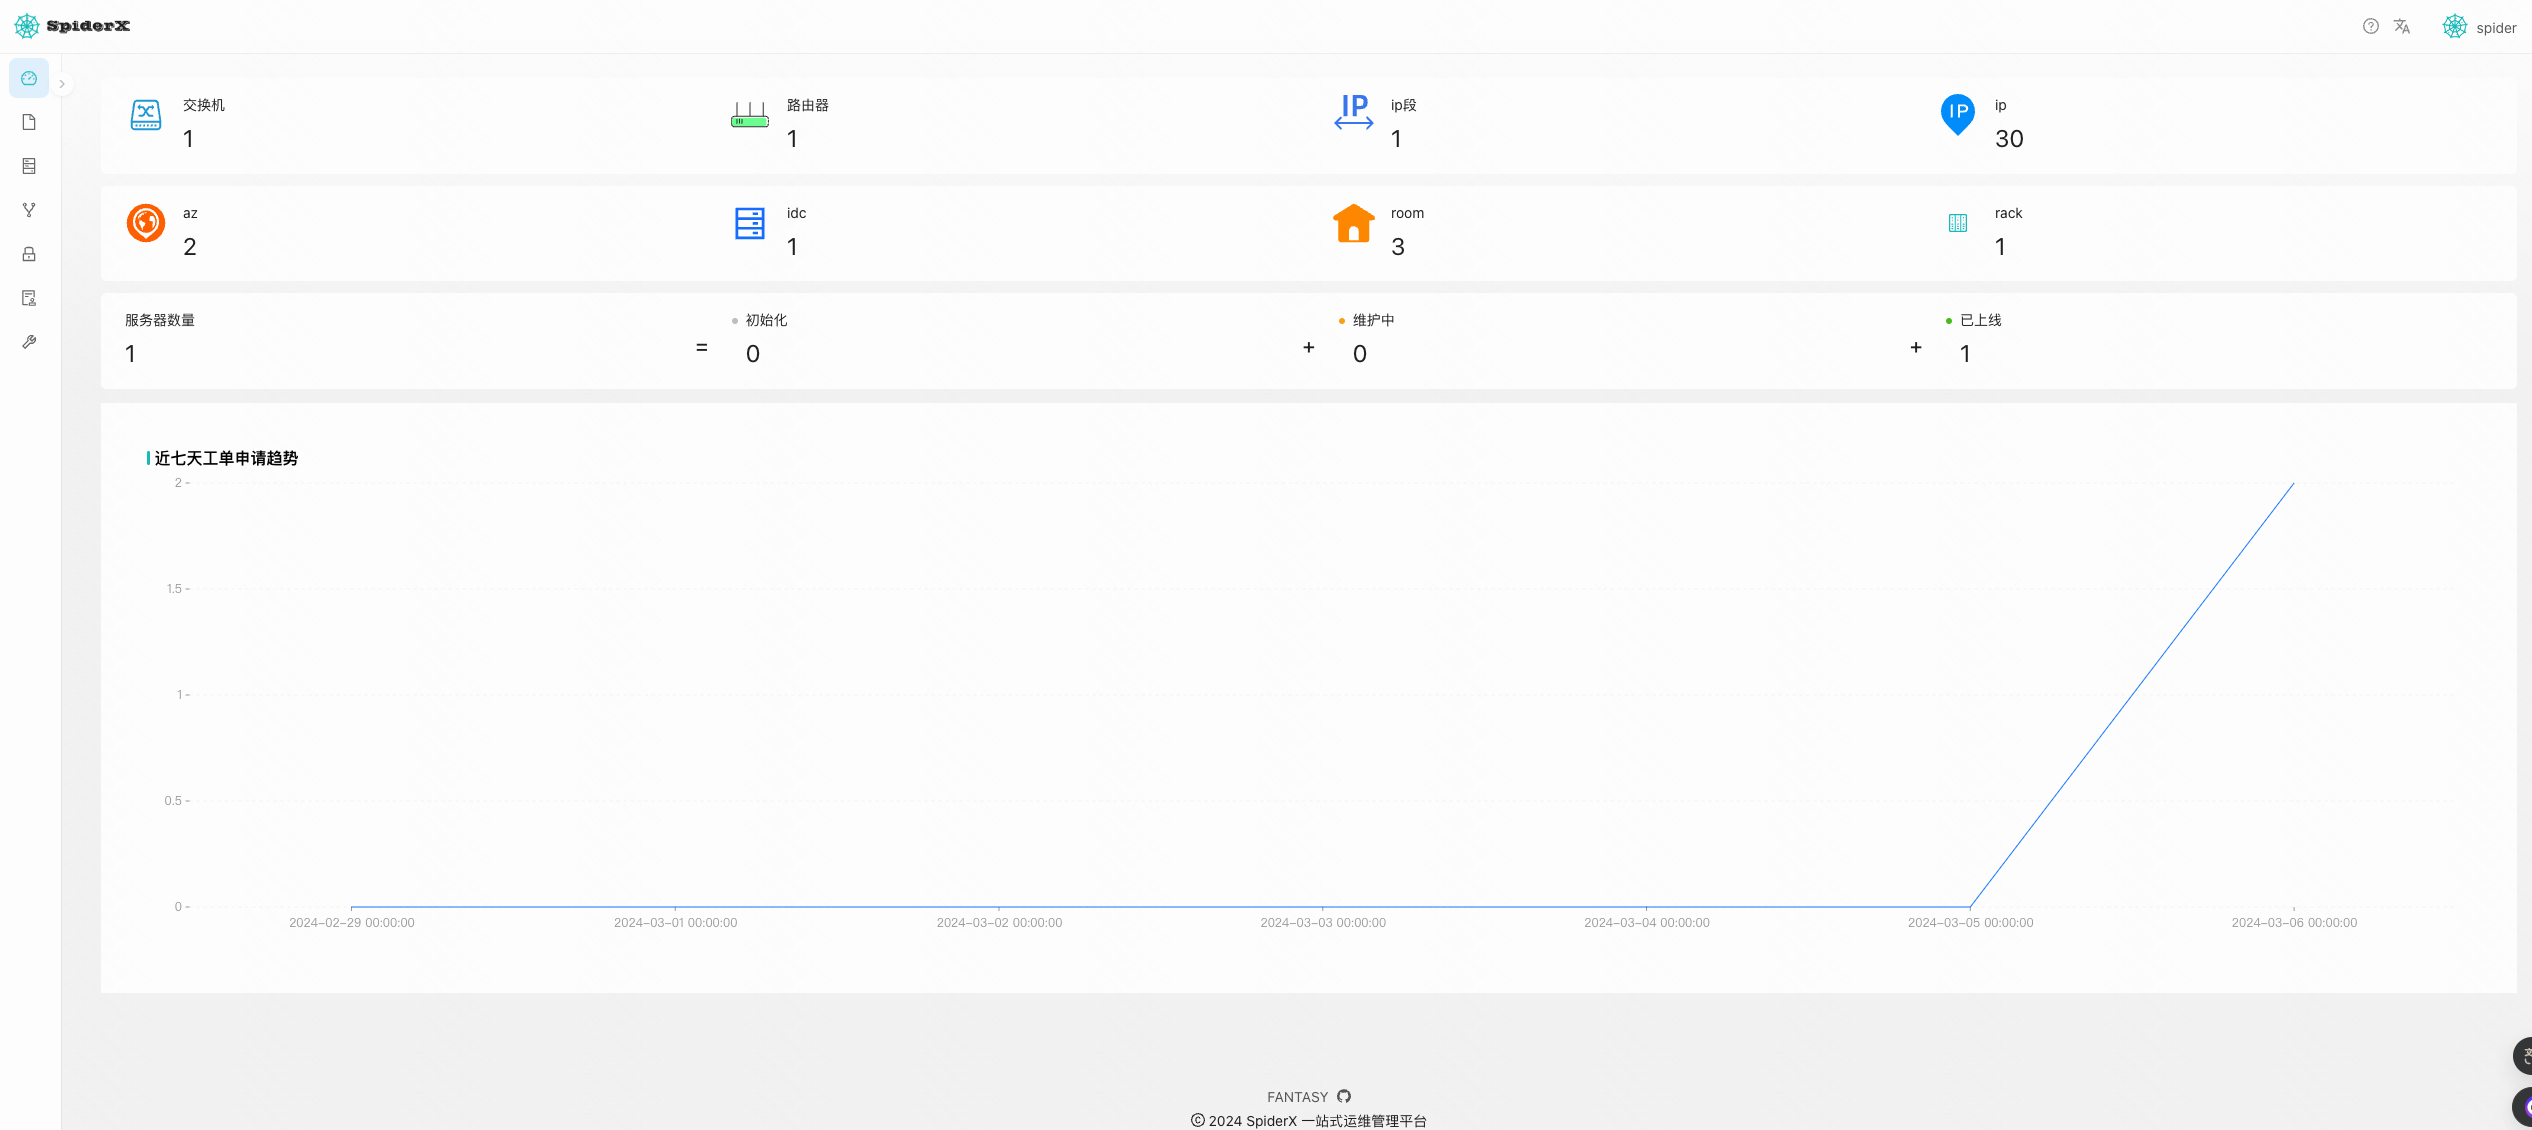 SpiderX
spider
交换机
1
路由器
1
ip段
1
ip
30
az
2
idc
1
room
3
rack
1
服务器数量
1
=
初始化
0
+
维护中
0
+
已上线
1
近七天工单申请趋势
2
1.5
1
0.5
0
2024-02-29 00:00:00
2024-03-01 00:00:00
2024-03-02 00:00:00
2024-03-03 00:00:00
2024-03-04 00:00:00
2024-03-05 00:00:00
2024-03-06 00:00:00
FANTASY
© 2024 SpiderX 一站式运维管理平台